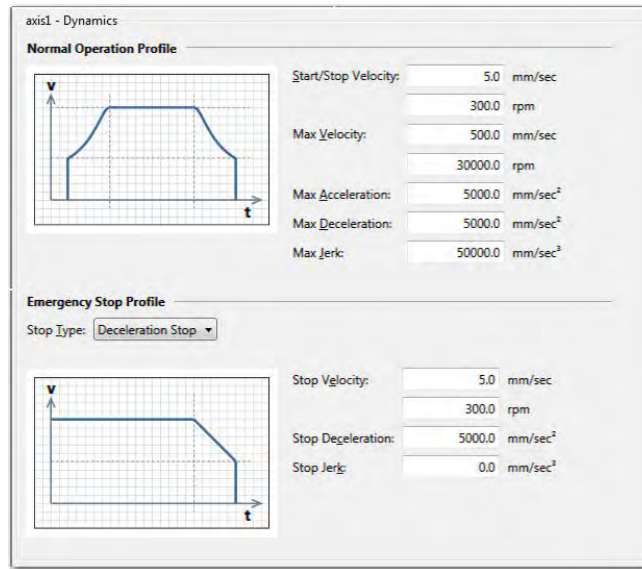 axis1 - Dynamics
Normal Operation Profile
v
t
Start/Stop Velocity: 5.0 mm/sec
300.0 rpm
Max Velocity: 500.0 mm/sec
30000.0 rpm
Max Acceleration: 5000.0 mm/sec²
Max Deceleration: 5000.0 mm/sec²
Max Jerk: 50000.0 mm/sec³
Emergency Stop Profile
Stop Type: Deceleration Stop
v
t
Stop Velocity: 5.0 mm/sec
300.0 rpm
Stop Deceleration: 5000.0 mm/sec²
Stop Jerk: 0.0 mm/sec³